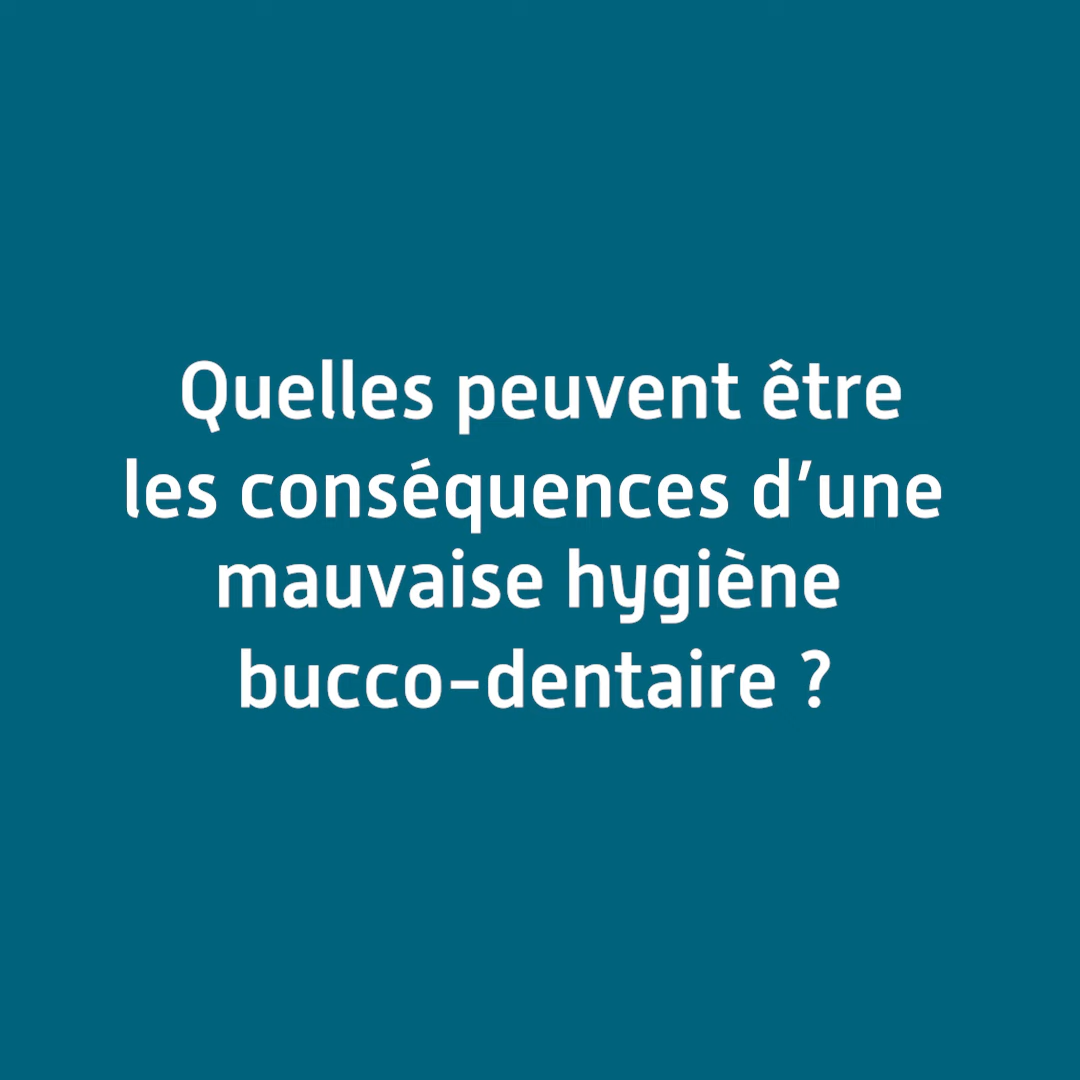 Quelles peuvent être
les conséquences d’une
mauvaise hygiène
bucco-dentaire ?